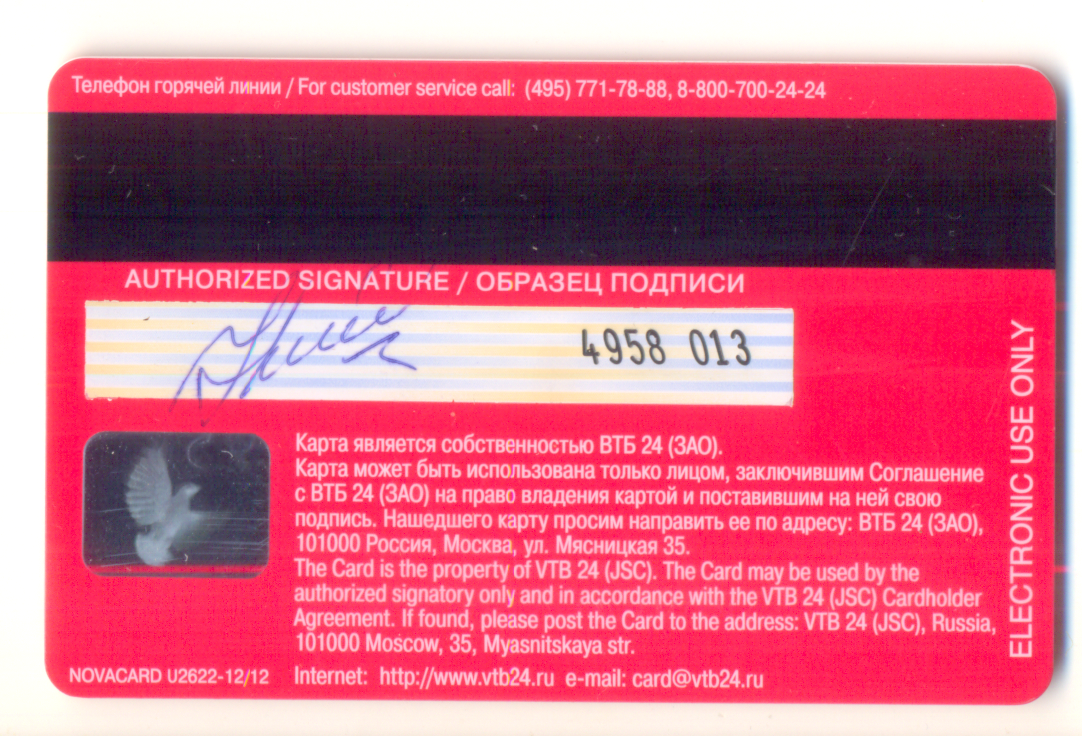 Телефон горячей линии / For customer service call: (495) 771-78-88, 8-800-700-24-24
AUTHORIZED SIGNATURE / ОБРАЗЕЦ ПОДПИСИ
4958 013
Карта является собственностью ВТБ 24 (ЗАО).
Карта может быть использована только лицом, заключившим Соглашение
с ВТБ 24 (ЗАО) на право владения картой и поставившим на ней свою
подпись. Нашедшего карту просим направить ее по адресу: ВТБ 24 (ЗАО),
101000 Россия, Москва, ул. Мясницкая 35.
The Card is the property of VTB 24 (JSC). The Card may be used by the
authorized signatory only and in accordance with the VTB 24 (JSC) Cardholder
Agreement. If found, please post the Card to the address: VTB 24 (JSC), Russia,
101000 Moscow, 35, Myasnitskaya str.
NOVACARD U2622-12/12
Internet: http://www.vtb24.ru e-mail: card@vtb24.ru
ELECTRONIC USE ONLY